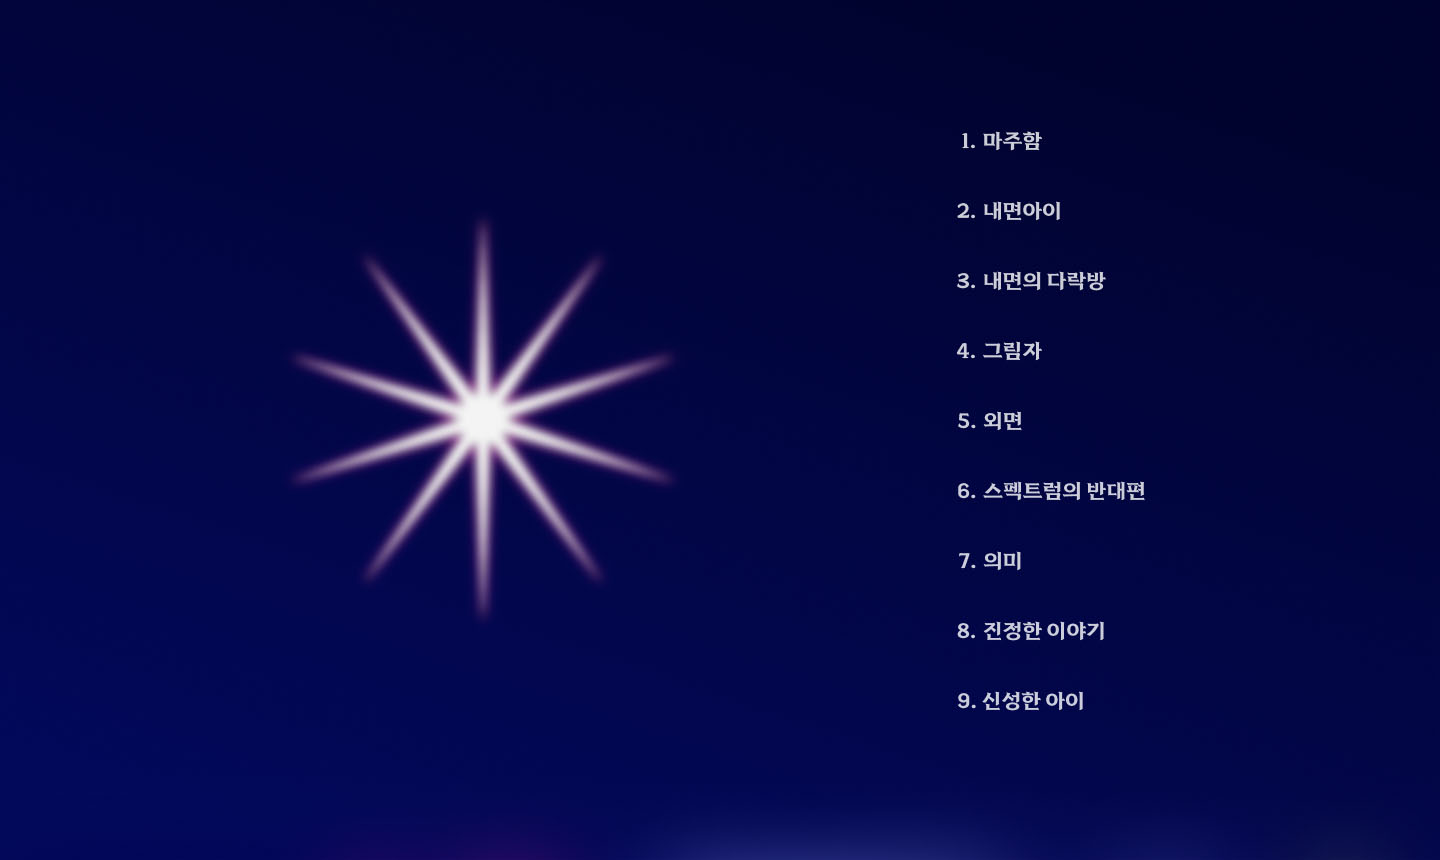 1. 마주함
2. 내면아이
3. 내면의 다락방
4. 그림자
5. 외면
6. 스펙트럼의 반대편
7. 의미
8. 진정한 이야기
9. 신성한 아이